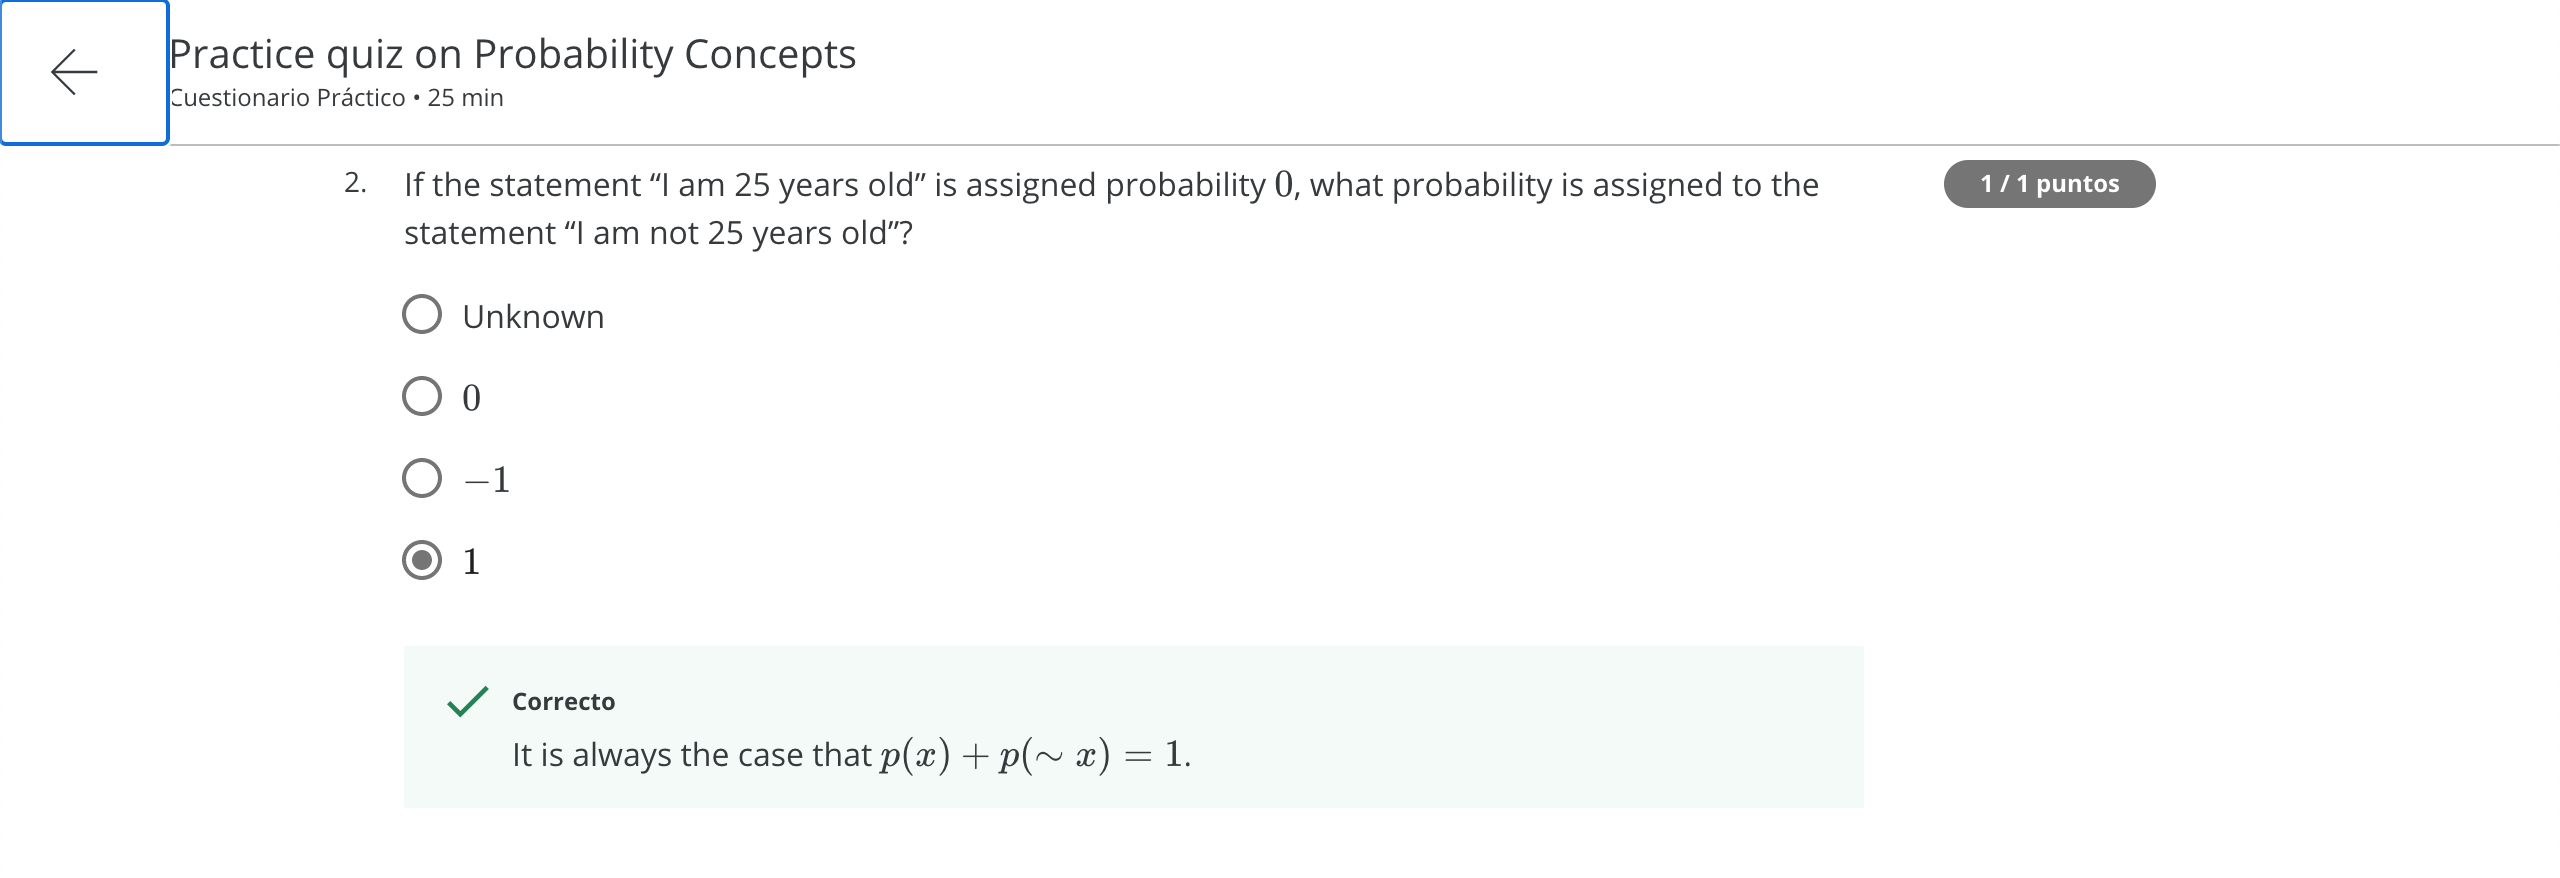 Practice quiz on Probability Concepts
Cuestionario Práctico • 25 min
2. If the statement “I am 25 years old” is assigned probability 0, what probability is assigned to the
1 / 1 puntos
statement “I am not 25 years old”?
Unknown
0
−1
1
Correcto
It is always the case that p(x) + p(∼ x) = 1.